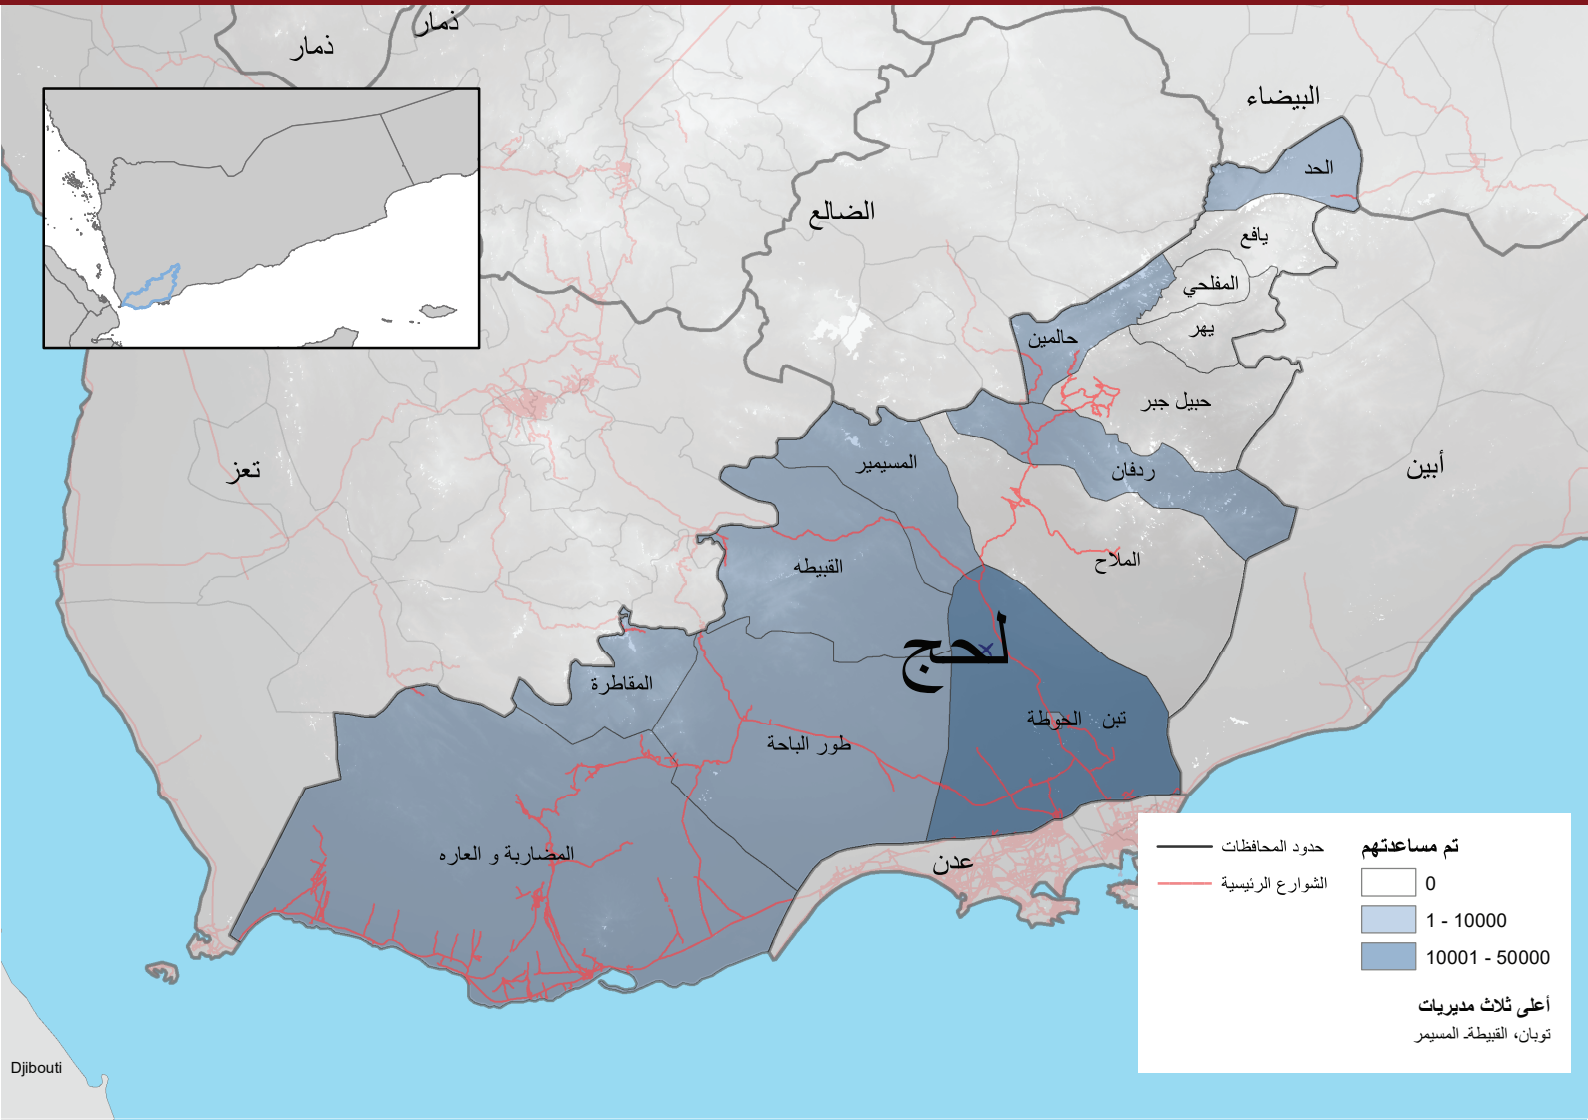 ذمار
ذمار
البيضاء
الحد
الضالع
يافع
المفلحي
يهر
حالمين
حبيل جبر
تعز
المسيمير
ردفان
أبين
القبيطه
الملاح
لحج
المقاطرة
تبن
الحوطة
طور الباحة
المضاربة و العاره
عدن
تم مساعدتهم
0
1 - 10000
10001 - 50000
حدود المحافظات
الشوارع الرئيسية
أعلى ثلاث مديريات
توبان، القبيطةـ المسيمر
Djibouti